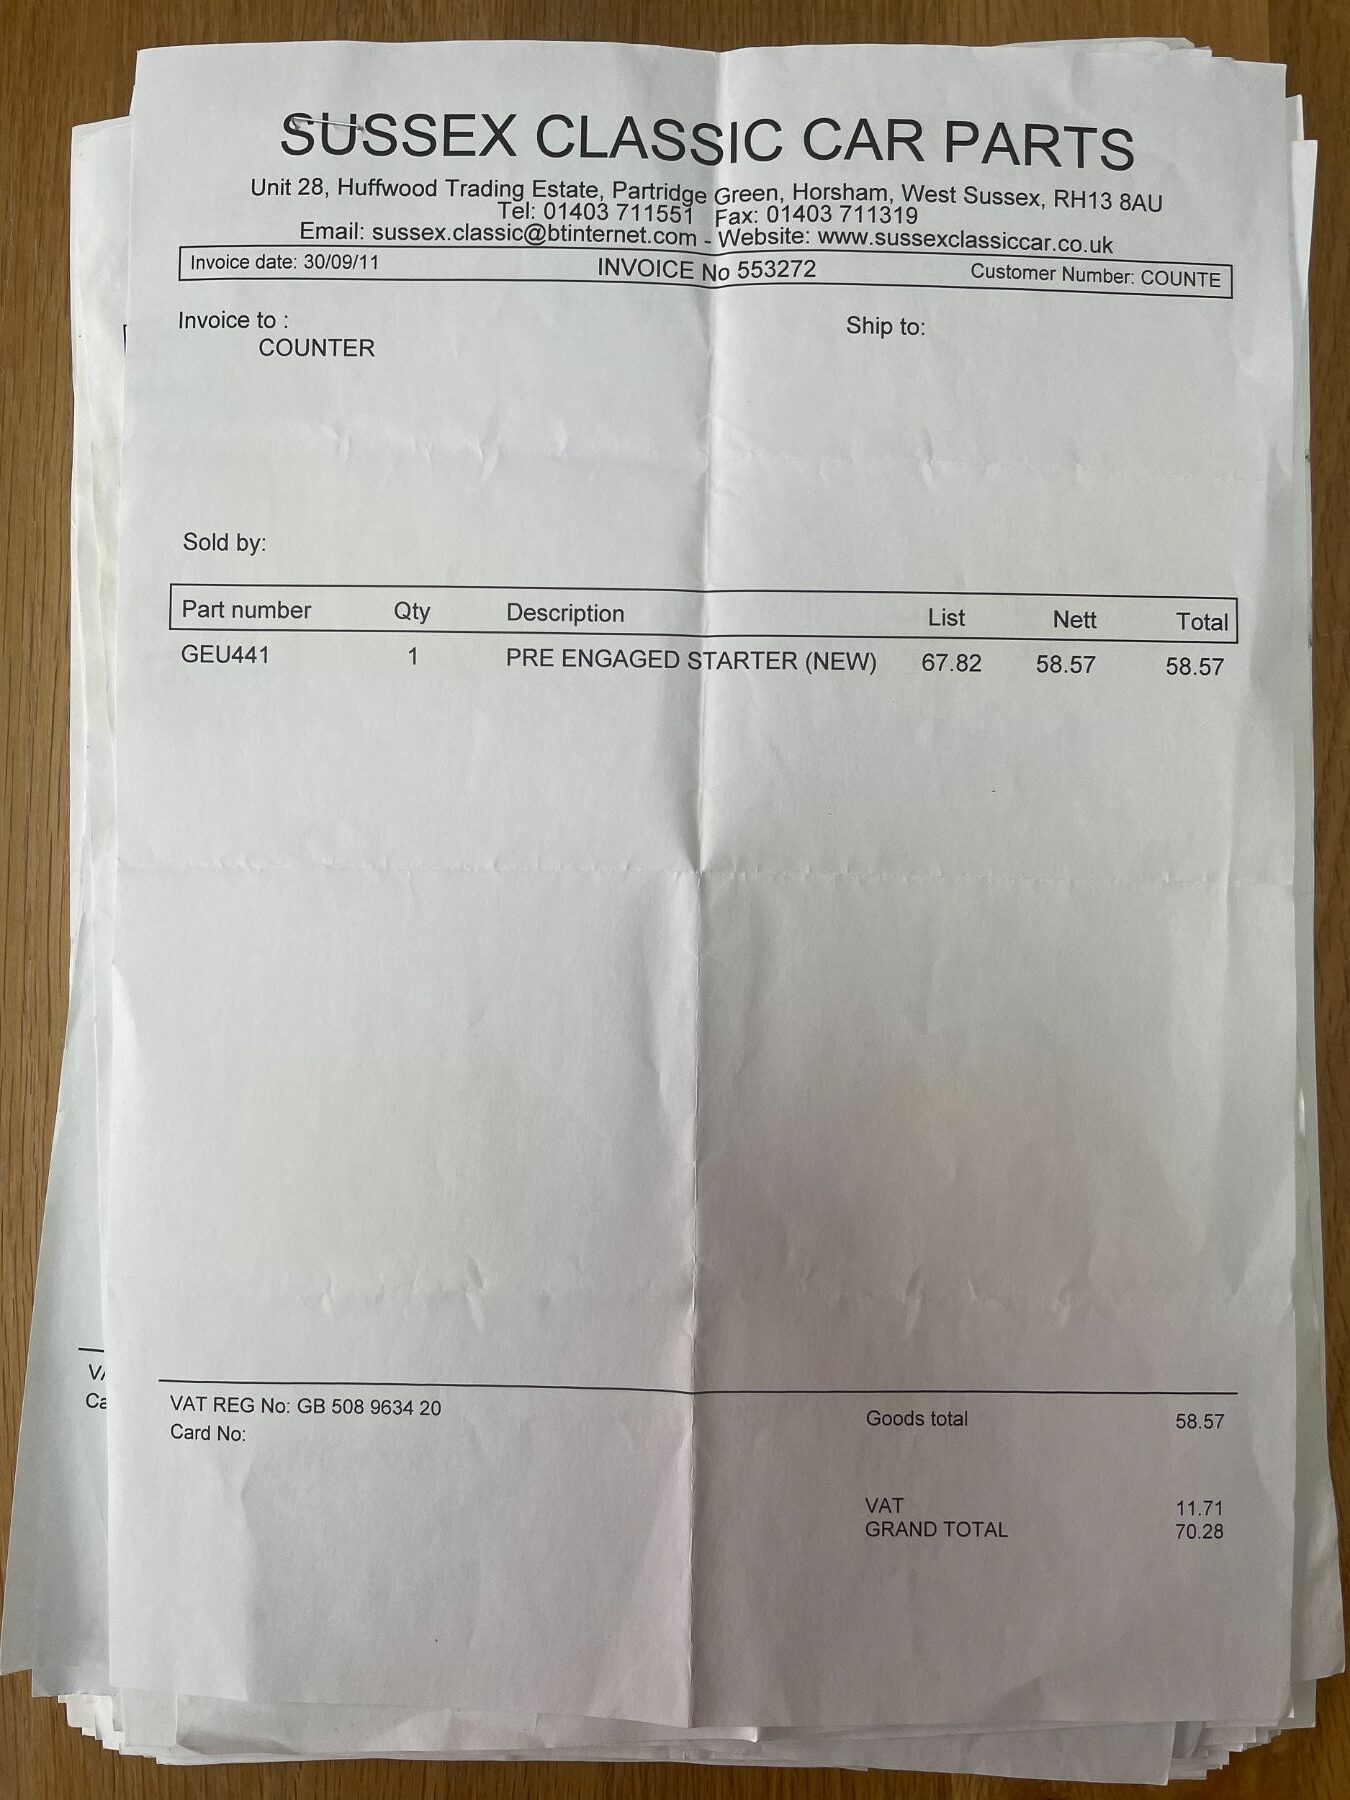 SUSSEX CLASSIC CAR PARTS
Unit 28, Huffwood Trading Estate, Partridge Green, Horsham, West Sussex, RH13 8AU
Tel: 01403 711551 Fax: 01403 711319
Email: sussex.classic@btinternet.com - Website: www.sussexclassiccar.co.uk
Invoice date: 30/09/11 INVOICE No 553272 Customer Number: COUNTE
Invoice to : Ship to:
COUNTER
Sold by:
Part number Qty Description List Nett Total
GEU441 1 PRE ENGAGED STARTER (NEW) 67.82 58.57 58.57
VAT REG No: GB 508 9634 20
Card No:
Goods total 58.57
VAT 11.71
GRAND TOTAL 70.28